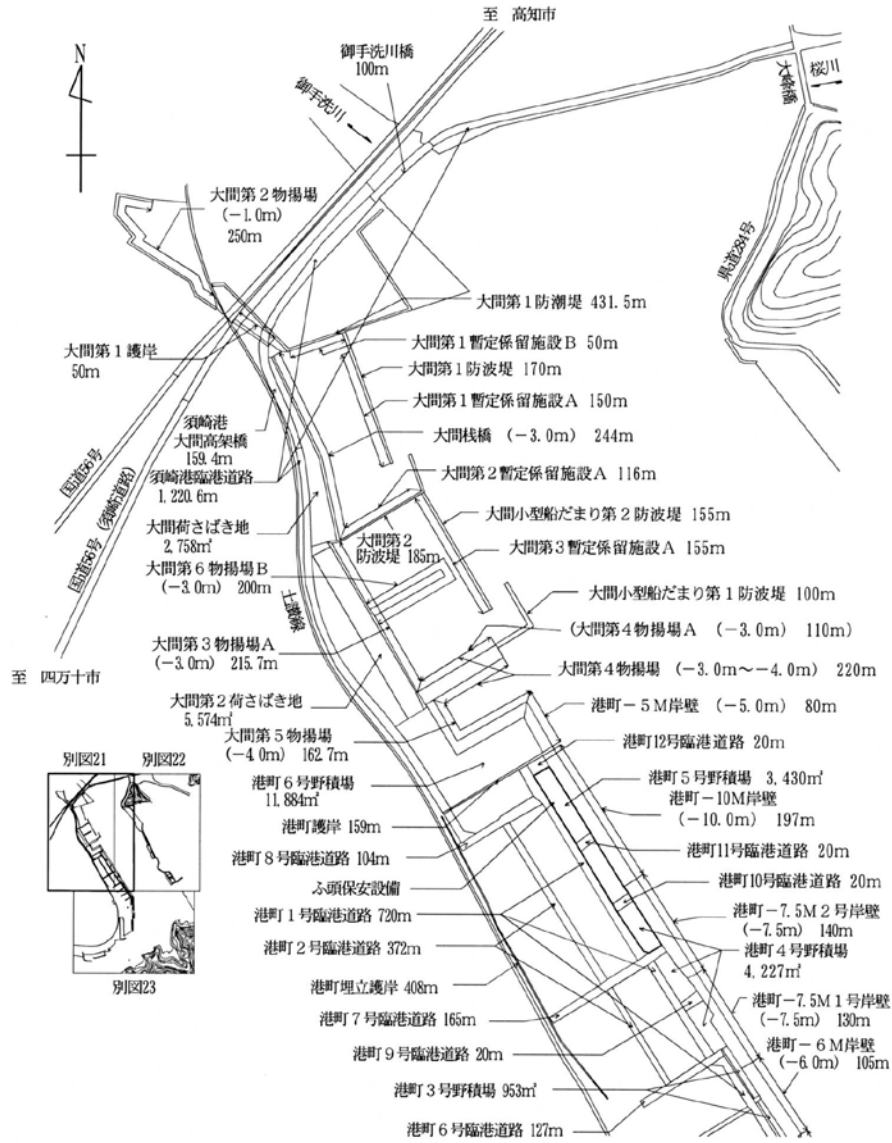 至 高知市
N
御手洗川橋
100m
御手洗川
大峰橋
桜川
県道284号
大間第2物揚場
(−1.0m)
250m
大間第1護岸
50m
大間第1防潮堤 431.5m
大間第1暫定係留施設B 50m
大間第1防波堤 170m
大間第1暫定係留施設A 150m
大間桟橋 (−3.0m) 244m
大間第2暫定係留施設A 116m
須崎港
大間高架橋
159.4m
須崎港臨港道路
1,220.6m
国道56号
国道56号 (須崎道路)
大間荷さばき地
2,758㎡
大間第2
防波堤 185m
大間小型船だまり第2防波堤 155m
大間第3暫定係留施設A 155m
大間第6物揚場B
(−3.0m) 200m
土讃線
大間小型船だまり第1防波堤 100m
(大間第4物揚場A (−3.0m) 110m)
大間第3物揚場A
(−3.0m) 215.7m
大間第4物揚場 (−3.0m〜−4.0m) 220m
至 四万十市
大間第2荷さばき地
5,574㎡
港町−5M岸壁 (−5.0m) 80m
大間第5物揚場
(−4.0m) 162.7m
港町12号臨港道路 20m
別図21
別図22
別図23
港町6号野積場
11,884㎡
港町5号野積場 3,430㎡
港町−10M岸壁
(−10.0m) 197m
港町護岸 159m
港町8号臨港道路 104m
港町11号臨港道路 20m
ふ頭保安設備
港町10号臨港道路 20m
港町1号臨港道路 720m
港町−7.5M2号岸壁
(−7.5m) 140m
港町2号臨港道路 372m
港町4号野積場
4,227㎡
港町埋立護岸 408m
港町−7.5M1号岸壁
(−7.5m) 130m
港町7号臨港道路 165m
港町9号臨港道路 20m
港町−6M岸壁
(−6.0m) 105m
港町3号野積場 953㎡
港町6号臨港道路 127m